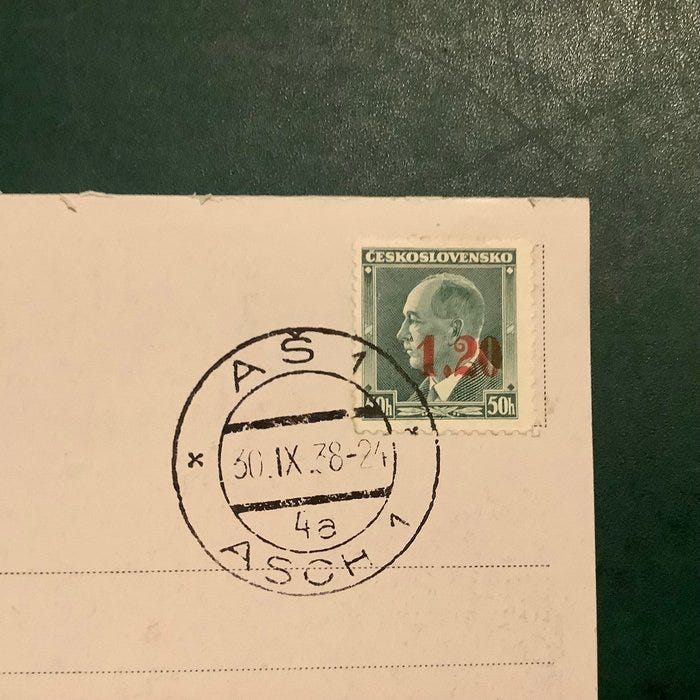 ČESKOSLOVENSKO
1.20
50h 50h
AŠ 1
30.IX.38-24
4a
ASCH 1